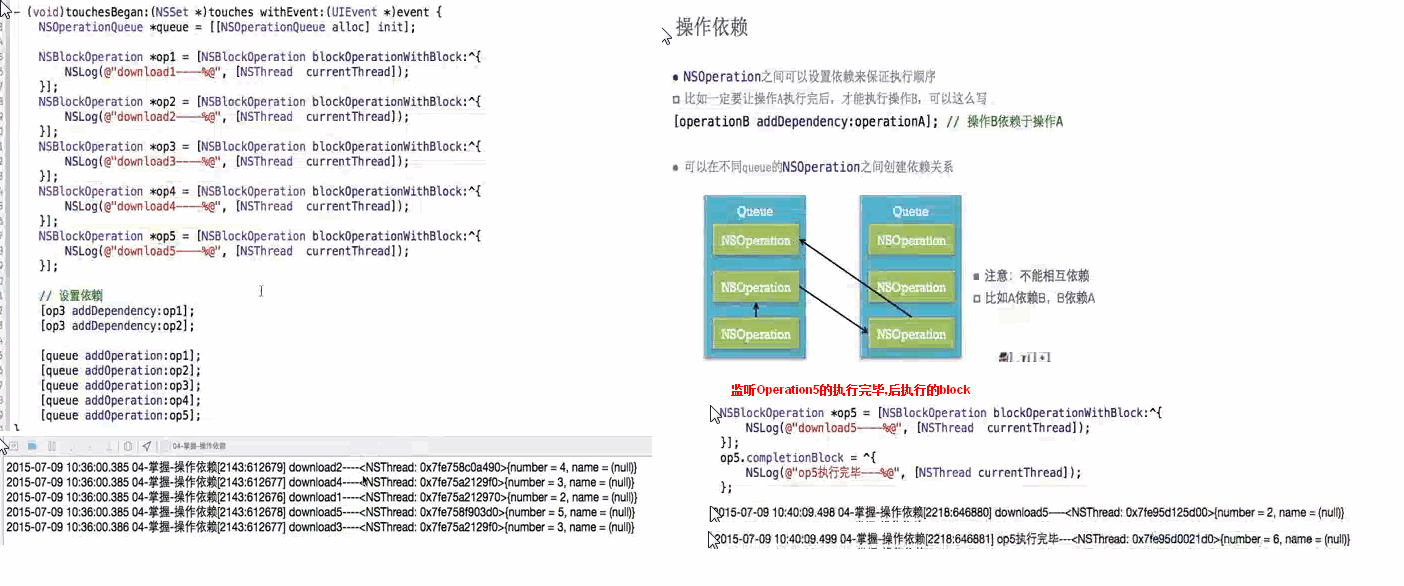 - (void)touchesBegan:(NSSet *)touches withEvent:(UIEvent *)event {
NSOperationQueue *queue = [[NSOperationQueue alloc] init];
NSBlockOperation *op1 = [NSBlockOperation blockOperationWithBlock:^{
NSLog(@"download1----%@", [NSThread currentThread]);
}];
NSBlockOperation *op2 = [NSBlockOperation blockOperationWithBlock:^{
NSLog(@"download2----%@", [NSThread currentThread]);
}];
NSBlockOperation *op3 = [NSBlockOperation blockOperationWithBlock:^{
NSLog(@"download3----%@", [NSThread currentThread]);
}];
NSBlockOperation *op4 = [NSBlockOperation blockOperationWithBlock:^{
NSLog(@"download4----%@", [NSThread currentThread]);
}];
NSBlockOperation *op5 = [NSBlockOperation blockOperationWithBlock:^{
NSLog(@"download5----%@", [NSThread currentThread]);
}];
// 设置依赖
[op3 addDependency:op1];
[op3 addDependency:op2];
[queue addOperation:op1];
[queue addOperation:op2];
[queue addOperation:op3];
[queue addOperation:op4];
[queue addOperation:op5];
}
04-掌握-操作依赖
2015-07-09 10:36:00.385 04-掌握-操作依赖[2143:612679] download2----<NSThread: 0x7fe758c0a490>{number = 4, name = (null)}
2015-07-09 10:36:00.385 04-掌握-操作依赖[2143:612677] download4----<NSThread: 0x7fe75a2129f0>{number = 3, name = (null)}
2015-07-09 10:36:00.385 04-掌握-操作依赖[2143:612676] download1----<NSThread: 0x7fe75a212970>{number = 2, name = (null)}
2015-07-09 10:36:00.385 04-掌握-操作依赖[2143:612678] download5----<NSThread: 0x7fe758f903d0>{number = 5, name = (null)}
2015-07-09 10:36:00.386 04-掌握-操作依赖[2143:612677] download3----<NSThread: 0x7fe75a2129f0>{number = 3, name = (null)}
操作依赖
NSOperation之间可以设置依赖来保证执行顺序
比如一定要让操作A执行完后，才能执行操作B，可以这么写
[operationB addDependency:operationA]; // 操作B依赖于操作A
可以在不同queue的NSOperation之间创建依赖关系
Queue
NSOperation
NSOperation
NSOperation
Queue
NSOperation
NSOperation
NSOperation
注意：不能相互依赖
比如A依赖B，B依赖A
监听Operation5的执行完毕,后执行的block
NSBlockOperation *op5 = [NSBlockOperation blockOperationWithBlock:^{
NSLog(@"download5----%@", [NSThread currentThread]);
}];
op5.completionBlock = ^{
NSLog(@"op5执行完毕---%@", [NSThread currentThread]);
};
2015-07-09 10:40:09.498 04-掌握-操作依赖[2218:646880] download5----<NSThread: 0x7fe95d125d00>{number = 2, name = (null)}
2015-07-09 10:40:09.499 04-掌握-操作依赖[2218:646881] op5执行完毕---<NSThread: 0x7fe95d0021d0>{number = 6, name = (null)}